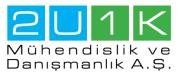 2U1K
Mühendislik ve
Danışmanlık A.Ş.